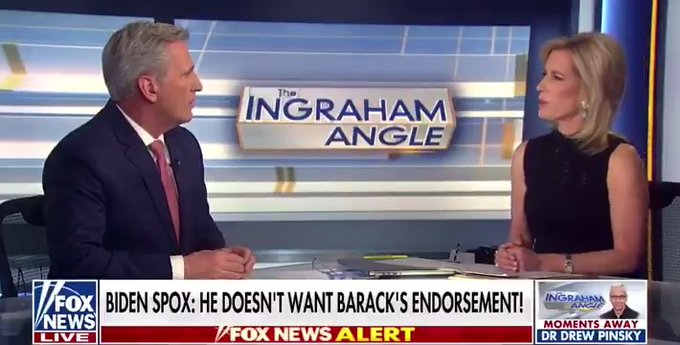 The
INGRAHAM
ANGLE
FOX
NEWS
LIVE
BIDEN SPOX: HE DOESN'T WANT BARACK'S ENDORSEMENT!
FOX NEWS ALERT
THE
INGRAHAM
ANGLE
MOMENTS AWAY
DR DREW PINSKY